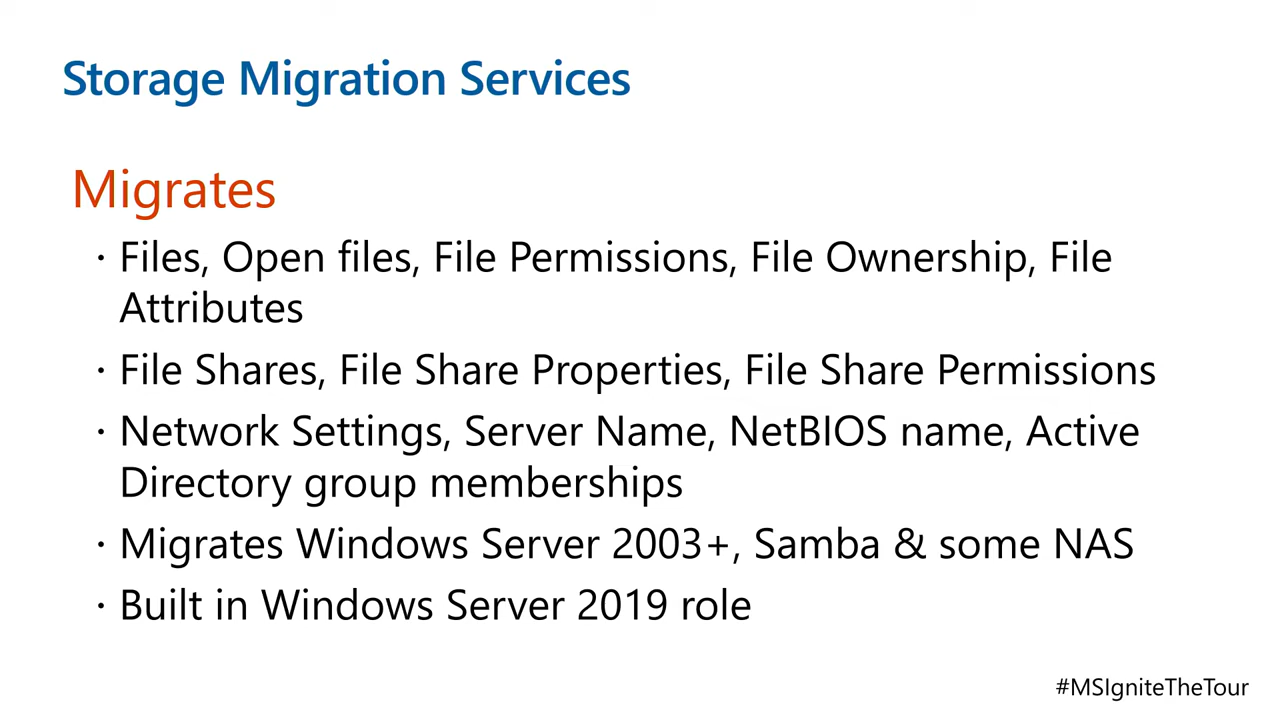 Storage Migration Services
Migrates
· Files, Open files, File Permissions, File Ownership, File
Attributes
· File Shares, File Share Properties, File Share Permissions
· Network Settings, Server Name, NetBIOS name, Active
Directory group memberships
· Migrates Windows Server 2003+, Samba & some NAS
· Built in Windows Server 2019 role
#MSIgniteTheTour